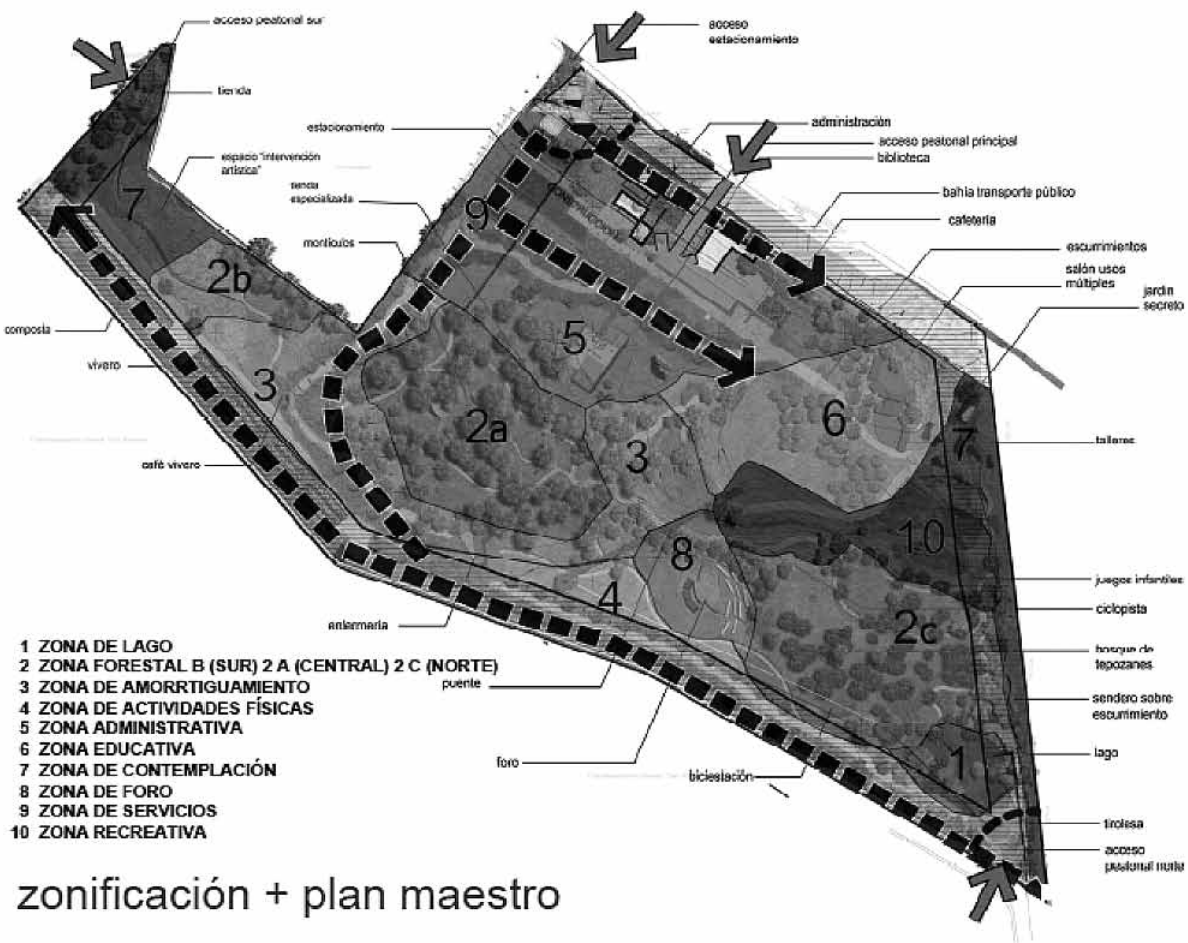 acceso peatonal sur
acceso
estacionamiento
tienda
estacionamiento
administración
acceso peatonal principal
biblioteca
espacio "intervención
artística"
tienda
especializada
bahía transporte público
cafetería
montículos
escurrimientos
salón usos
múltiples
jardin
secreto
composta
vivero
café vivero
talleres
7
2b
9
5
3
2a
3
6
7
10
8
4
2c
1
juegos infantiles
ciclopista
bosque de
tepozanes
sendero sobre
escurrimiento
lago
enfermería
puente
foro
biciestación
tirolesa
acceso
peatonal norte
1 ZONA DE LAGO
2 ZONA FORESTAL B (SUR) 2 A (CENTRAL) 2 C (NORTE)
3 ZONA DE AMORRTIGUAMIENTO
4 ZONA DE ACTIVIDADES FÍSICAS
5 ZONA ADMINISTRATIVA
6 ZONA EDUCATIVA
7 ZONA DE CONTEMPLACIÓN
8 ZONA DE FORO
9 ZONA DE SERVICIOS
10 ZONA RECREATIVA
zonificación + plan maestro